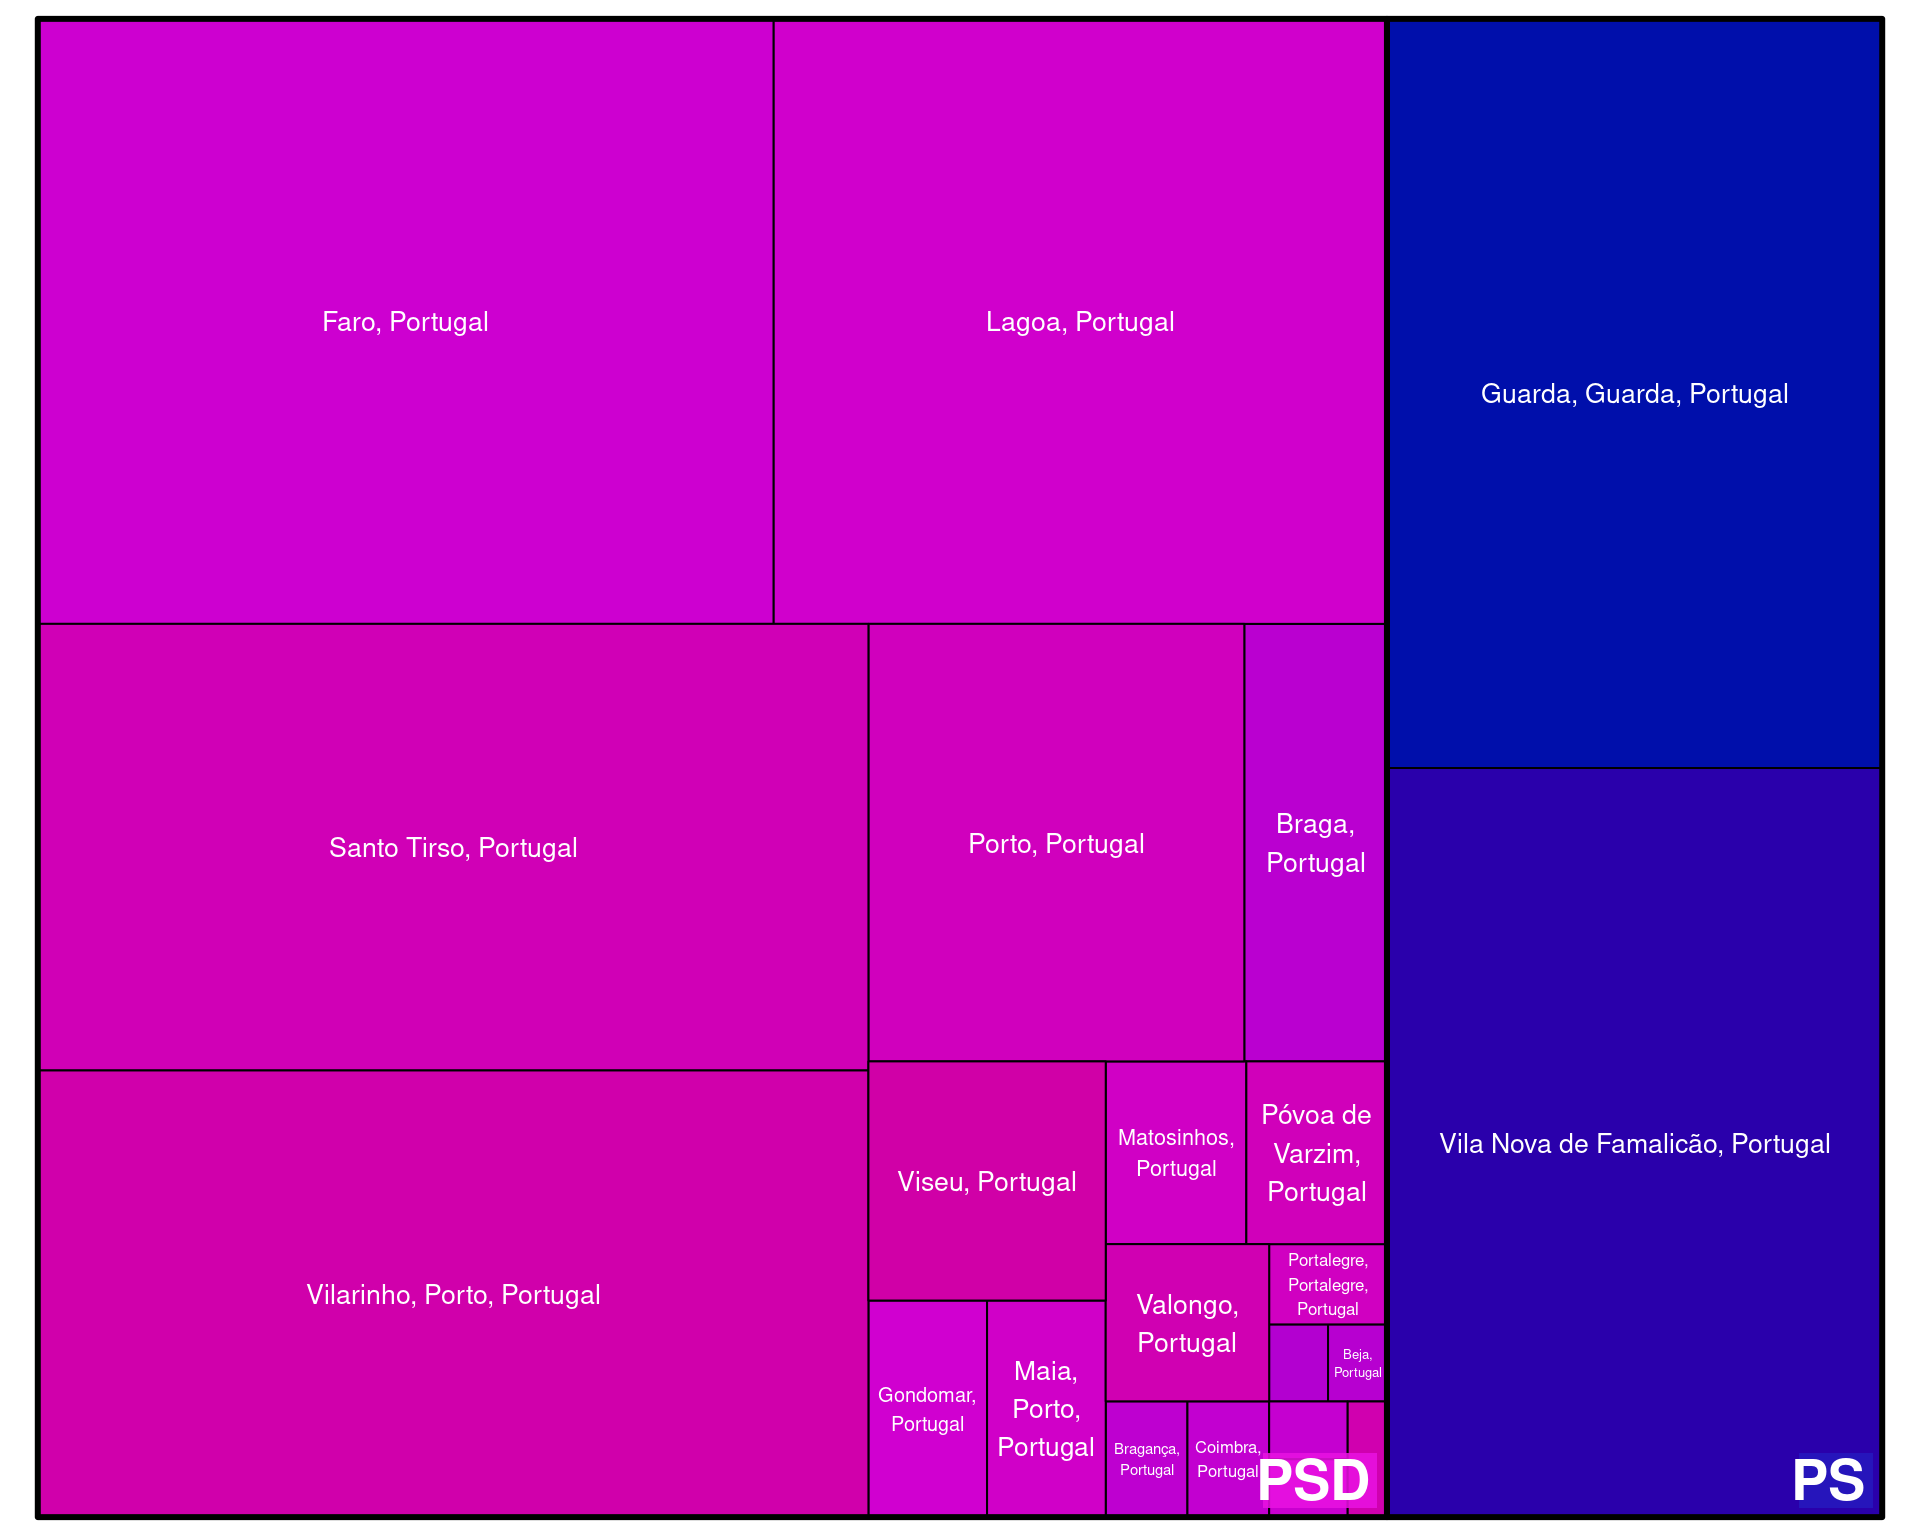 Faro, Portugal
Lagoa, Portugal
Guarda, Guarda, Portugal
Santo Tirso, Portugal
Porto, Portugal
Braga,
Portugal
Vila Nova de Famalicão, Portugal
Vilarinho, Porto, Portugal
Viseu, Portugal
Matosinhos,
Portugal
Póvoa de
Varzim,
Portugal
Valongo,
Portugal
Portalegre,
Portalegre,
Portugal
Beja,
Portugal
Gondomar,
Portugal
Maia,
Porto,
Portugal
Bragança,
Portugal
Coimbra,
Portugal
PSD
PS